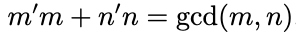 m′m + n′n = gcd(m, n).